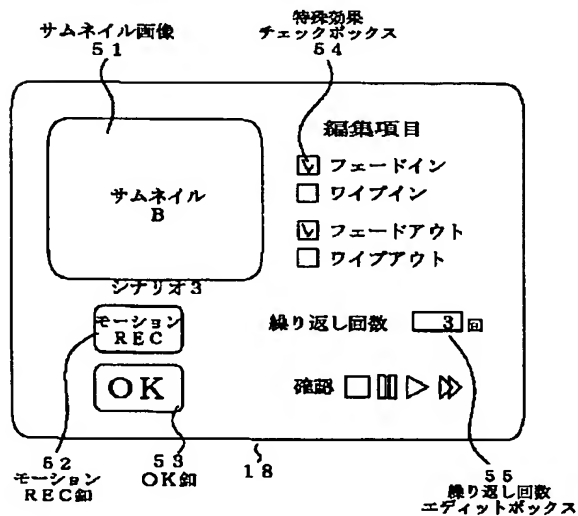 サムネイル画像
51
特殊効果
チェックボックス
54
編集項目
サムネイル
B
フェードイン
ワイプイン
フェードアウト
ワイプアウト
シナリオ3
モーション
REC
繰り返し回数 3回
OK
確認
52
モーション
REC釦
53
OK釦
18
55
繰り返し回数
エディットボックス